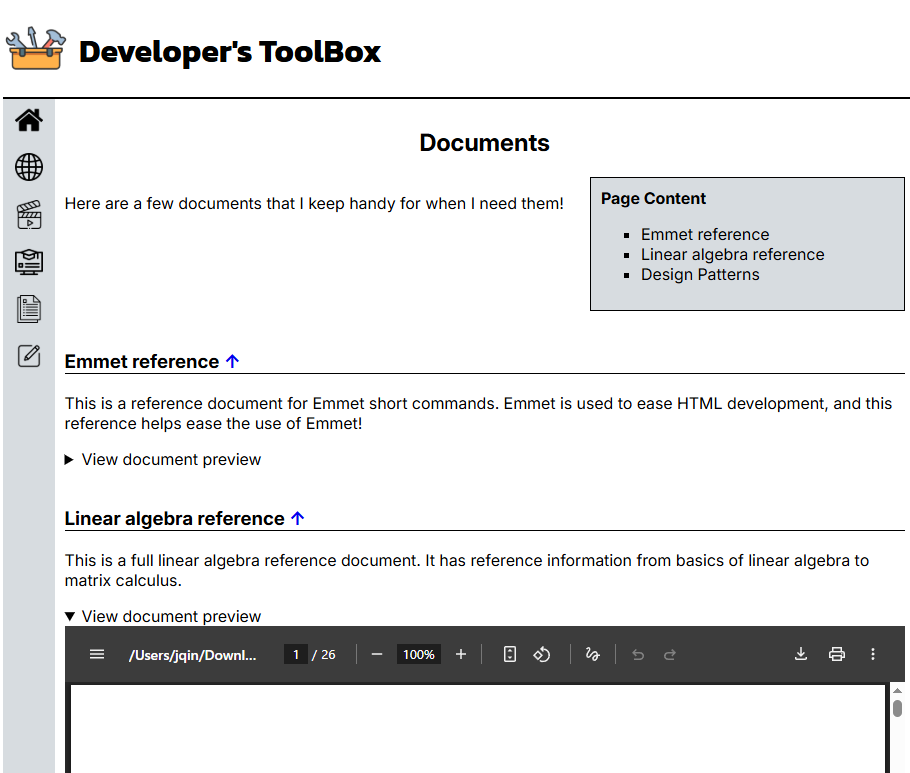 Developer's ToolBox
Documents
Here are a few documents that I keep handy for when I need them!
Page Content
Emmet reference
Linear algebra reference
Design Patterns
Emmet reference ↑
This is a reference document for Emmet short commands. Emmet is used to ease HTML development, and this
reference helps ease the use of Emmet!
View document preview
Linear algebra reference ↑
This is a full linear algebra reference document. It has reference information from basics of linear algebra to
matrix calculus.
View document preview
/Users/jqin/Downl... 1 / 26 100%